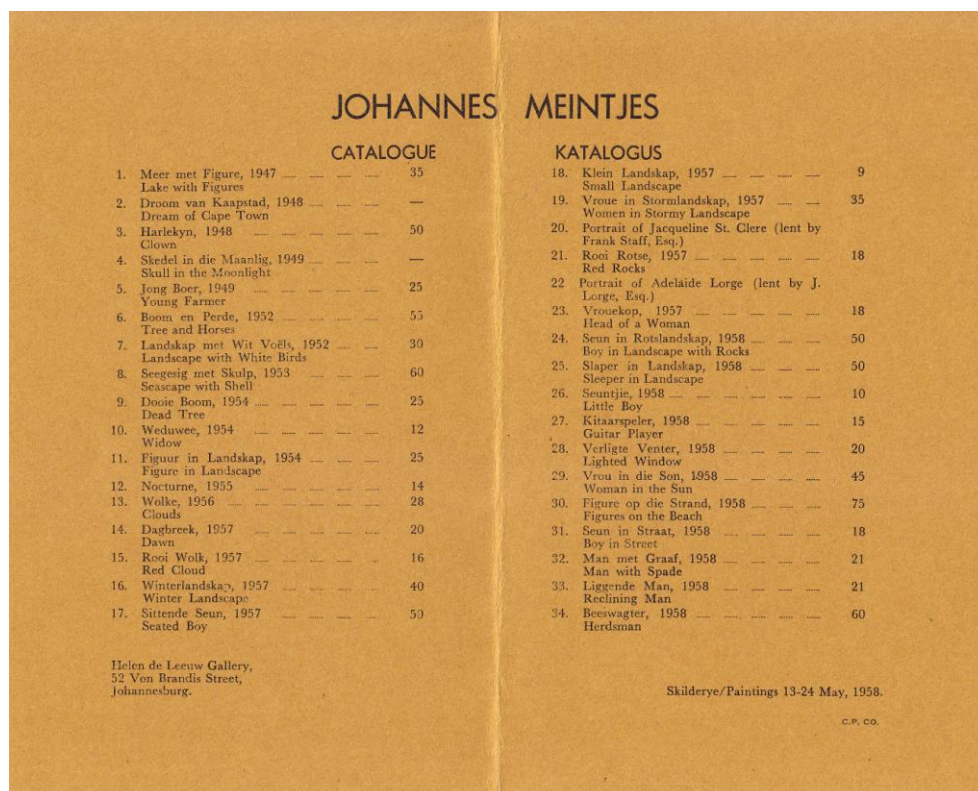 JOHANNES MEINTJES
CATALOGUE
1. Meer met Figure, 1947 ..... ..... ..... ..... 35
Lake with Figures
2. Droom van Kaapstad, 1948 ..... ..... ..... —
Dream of Cape Town
3. Harlekyn, 1948 ..... ..... ..... ..... 50
Clown
4. Skedel in die Maanlig, 1949 ..... ..... ..... —
Skull in the Moonlight
5. Jong Boer, 1949 ..... ..... ..... ..... 25
Young Farmer
6. Boom en Perde, 1952 ..... ..... ..... ..... 55
Tree and Horses
7. Landskap met Wit Voëls, 1952 ..... ..... 30
Landscape with White Birds
8. Seegesig met Skulp, 1953 ..... ..... ..... 60
Seascape with Shell
9. Dooie Boom, 1954 ..... ..... ..... ..... ..... 25
Dead Tree
10. Weduwee, 1954 ..... ..... ..... ..... ..... 12
Widow
11. Figuur in Landskap, 1954 ..... ..... ..... 25
Figure in Landscape
12. Nocturne, 1955 ..... ..... ..... ..... 14
13. Wolke, 1956 ..... ..... ..... ..... ..... 28
Clouds
14. Dagbreek, 1957 ..... ..... ..... ..... 20
Dawn
15. Rooi Wolk, 1957 ..... ..... ..... ..... 16
Red Cloud
16. Winterlandskap, 1957 ..... ..... ..... 40
Winter Landscape
17. Sittende Seun, 1957 ..... ..... ..... ..... 50
Seated Boy
Helen de Leeuw Gallery,
52 Von Brandis Street,
Johannesburg.
KATALOGUS
18. Klein Landskap, 1957 ..... ..... ..... ..... 9
Small Landscape
19. Vroue in Stormlandskap, 1957 ..... ..... 35
Women in Stormy Landscape
20. Portrait of Jacqueline St. Clere (lent by
Frank Staff, Esq.)
21. Rooi Rotse, 1957 ..... ..... ..... ..... ..... 18
Red Rocks
22 Portrait of Adelaide Lorge (lent by J.
Lorge, Esq.)
23. Vrouekop, 1957 ..... ..... ..... ..... 18
Head of a Woman
24. Seun in Rotslandskap, 1958 ..... ..... ..... 50
Boy in Landscape with Rocks
25. Slaper in Landskap, 1958 ..... ..... ..... 50
Sleeper in Landscape
26. Seuntjie, 1958 ..... ..... ..... ..... ..... 10
Little Boy
27. Kitaarspeler, 1958 ..... ..... ..... ..... 15
Guitar Player
28. Verligte Venter, 1958 ..... ..... ..... ..... 20
Lighted Window
29. Vrou in die Son, 1958 ..... ..... ..... ..... 45
Woman in the Sun
30. Figure op die Strand, 1958 ..... ..... ..... 75
Figures on the Beach
31. Seun in Straat, 1958 ..... ..... ..... ..... 18
Boy in Street
32. Man met Graaf, 1958 ..... ..... ..... ..... 21
Man with Spade
33. Liggende Man, 1958 ..... ..... ..... ..... 21
Reclining Man
34. Beeswagter, 1958 ..... ..... ..... ..... 60
Herdsman
Skilderye/Paintings 13-24 May, 1958.
C.P. CO.